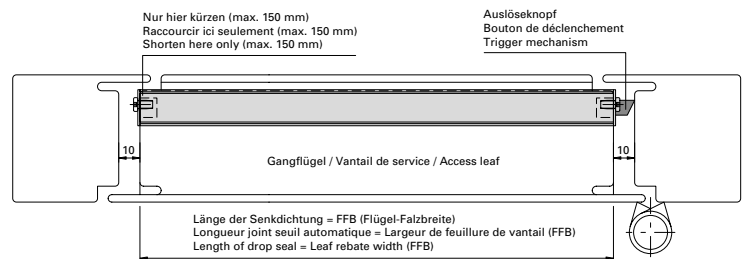 Nur hier kürzen (max. 150 mm)
Raccourcir ici seulement (max. 150 mm)
Shorten here only (max. 150 mm)
Auslöseknopf
Bouton de déclenchement
Trigger mechanism
10
Gangflügel / Vantail de service / Access leaf
10
Länge der Senkdichtung = FFB (Flügel-Falzbreite)
Longueur joint seuil automatique = Largeur de feuillure de vantail (FFB)
Length of drop seal = Leaf rebate width (FFB)